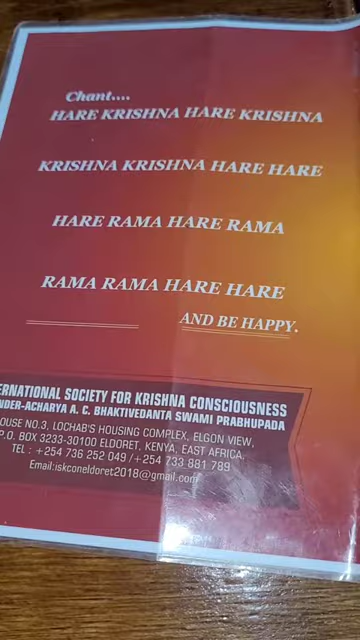 Chant....
HARE KRISHNA HARE KRISHNA
KRISHNA KRISHNA HARE HARE
HARE RAMA HARE RAMA
RAMA RAMA HARE HARE
AND BE HAPPY.
ERNATIONAL SOCIETY FOR KRISHNA CONSCIOUSNESS
NDER-ACHARYA A. C. BHAKTIVEDANTA SWAMI PRABHUPADA
OUSE NO.3, LOCHAB'S HOUSING COMPLEX, ELGON VIEW,
P.O. BOX 3233-30100 ELDORET, KENYA, EAST AFRICA.
TEL : +254 736 252 049 /+254 733 881 789
Email:iskconeldoret2018@gmail.com